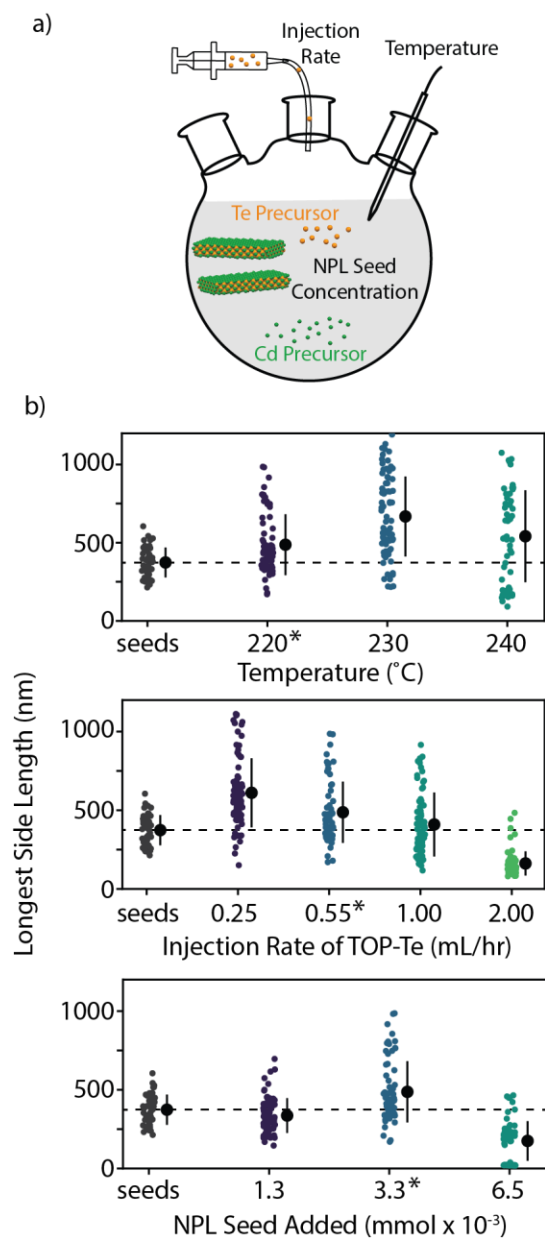 a)
Injection
Rate
Temperature
Te Precursor
NPL Seed
Concentration
Cd Precursor
b)
Longest Side Length (nm)
1000
500
0
seeds 220* 230 240
Temperature (˚C)
1000
500
0
seeds 0.25 0.55* 1.00 2.00
Injection Rate of TOP-Te (mL/hr)
1000
500
0
seeds 1.3 3.3* 6.5
NPL Seed Added (mmol x 10⁻³)